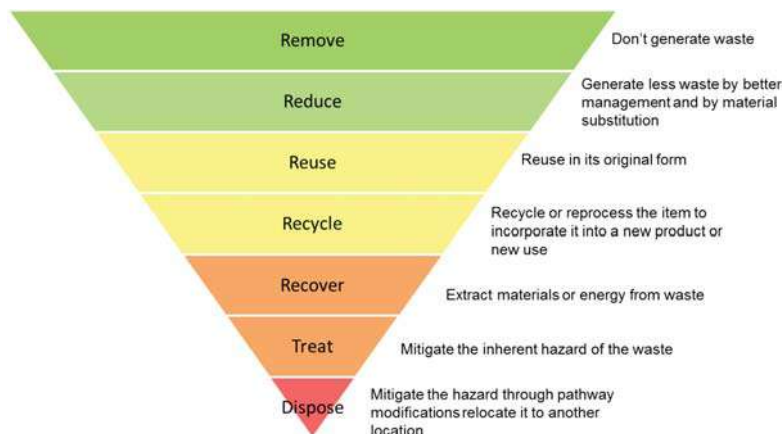 Remove
Don't generate waste
Reduce
Generate less waste by better
management and by material
substitution
Reuse
Reuse in its original form
Recycle
Recycle or reprocess the item to
incorporate it into a new product or
new use
Recover
Extract materials or energy from waste
Treat
Mitigate the inherent hazard of the waste
Dispose
Mitigate the hazard through pathway
modifications relocate it to another
location